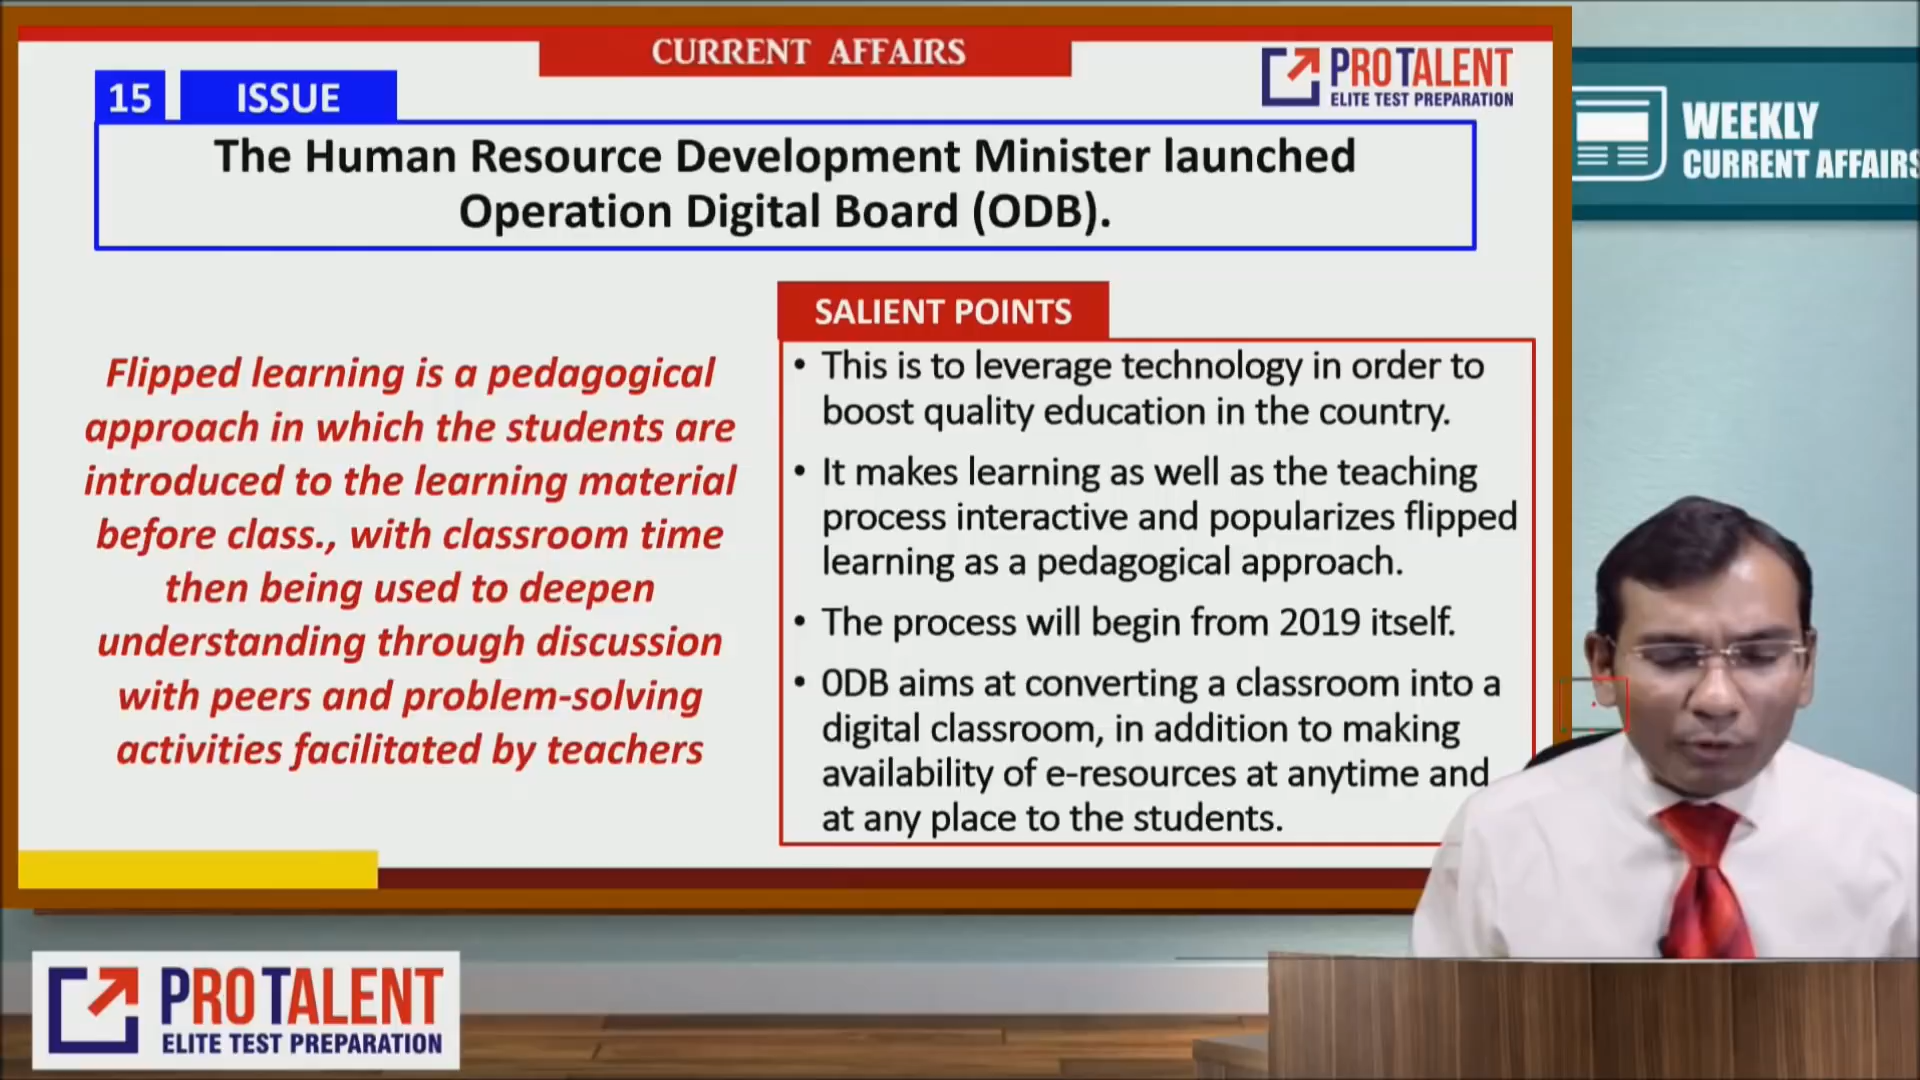 CURRENT AFFAIRS
PROTALENT
ELITE TEST PREPARATION
15 ISSUE
The Human Resource Development Minister launched
Operation Digital Board (ODB).
WEEKLY
CURRENT AFFAIRS
Flipped learning is a pedagogical
approach in which the students are
introduced to the learning material
before class., with classroom time
then being used to deepen
understanding through discussion
with peers and problem-solving
activities facilitated by teachers
SALIENT POINTS
• This is to leverage technology in order to
boost quality education in the country.
• It makes learning as well as the teaching
process interactive and popularizes flipped
learning as a pedagogical approach.
• The process will begin from 2019 itself.
• 0DB aims at converting a classroom into a
digital classroom, in addition to making
availability of e-resources at anytime and
at any place to the students.
PROTALENT
ELITE TEST PREPARATION